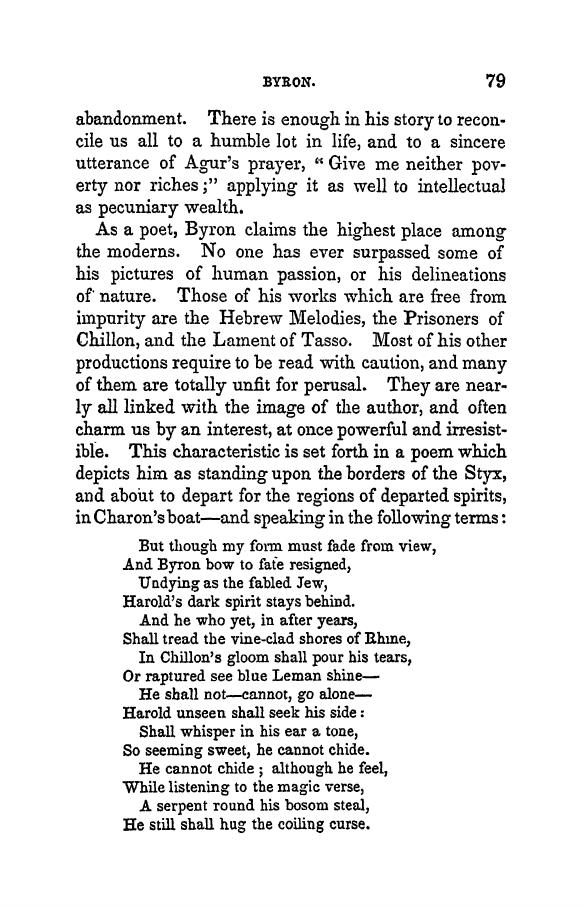 BYRON. 79
abandonment. There is enough in his story to recon-
cile us all to a humble lot in life, and to a sincere
utterance of Agur's prayer, "Give me neither pov-
erty nor riches;" applying it as well to intellectual
as pecuniary wealth.
As a poet, Byron claims the highest place among
the moderns. No one has ever surpassed some of
his pictures of human passion, or his delineations
of nature. Those of his works which are free from
impurity are the Hebrew Melodies, the Prisoners of
Chillon, and the Lament of Tasso. Most of his other
productions require to be read with caution, and many
of them are totally unfit for perusal. They are near-
ly all linked with the image of the author, and often
charm us by an interest, at once powerful and irresist-
ible. This characteristic is set forth in a poem which
depicts him as standing upon the borders of the Styx,
and about to depart for the regions of departed spirits,
in Charon's boat—and speaking in the following terms:
But though my form must fade from view,
And Byron bow to fate resigned,
Undying as the fabled Jew,
Harold's dark spirit stays behind.
And he who yet, in after years,
Shall tread the vine-clad shores of Rhine,
In Chillon's gloom shall pour his tears,
Or raptured see blue Leman shine—
He shall not—cannot, go alone—
Harold unseen shall seek his side:
Shall whisper in his ear a tone,
So seeming sweet, he cannot chide.
He cannot chide; although he feel,
While listening to the magic verse,
A serpent round his bosom steal,
He still shall hug the coiling curse.